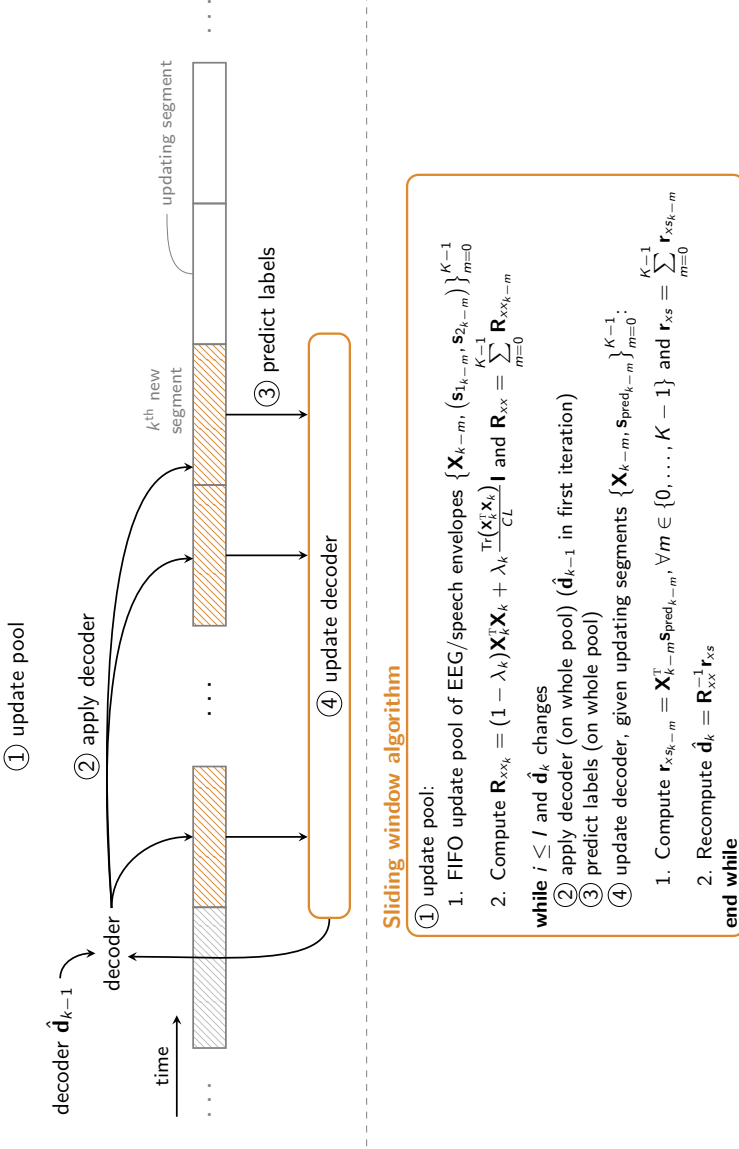 ① update pool
decoder d̂ₖ₋₁
② apply decoder
decoder
time
kᵗʰ new
segment
updating segment
· · · ·
· · ·
· · ·
③ predict labels
④ update decoder
Sliding window algorithm
① update pool:
1. FIFO update pool of EEG/speech envelopes {X_{k−m}, (s_{1_{k−m}}, s_{2_{k−m}})}_{m=0}^{K−1}
2. Compute R_{xx_k} = (1 − λ_k)X_k^T X_k + λ_k \frac{Tr(X_k^T X_k)}{CL} I and R_{xx} = \sum_{m=0}^{K−1} R_{xx_{k−m}}
while i ≤ I and d̂ₖ changes
② apply decoder (on whole pool) (d̂ₖ₋₁ in first iteration)
③ predict labels (on whole pool)
④ update decoder, given updating segments {X_{k−m}, s_{pred_{k−m}}}_{m=0}^{K−1}:
1. Compute r_{xs_{k−m}} = X_{k−m}^T s_{pred_{k−m}}, ∀m ∈ {0, . . . , K − 1} and r_{xs} = \sum_{m=0}^{K−1} r_{xs_{k−m}}
2. Recompute d̂ₖ = R_{xx}^{−1} r_{xs}
end while